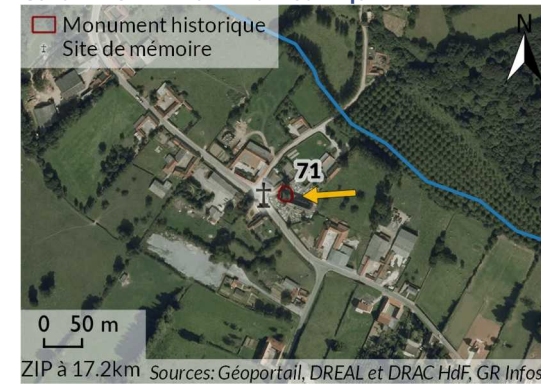 Monument historique
Site de mémoire
N
71
0 50 m
ZIP à 17.2km
Sources: Géoportail, DREAL et DRAC HdF, GR Infos